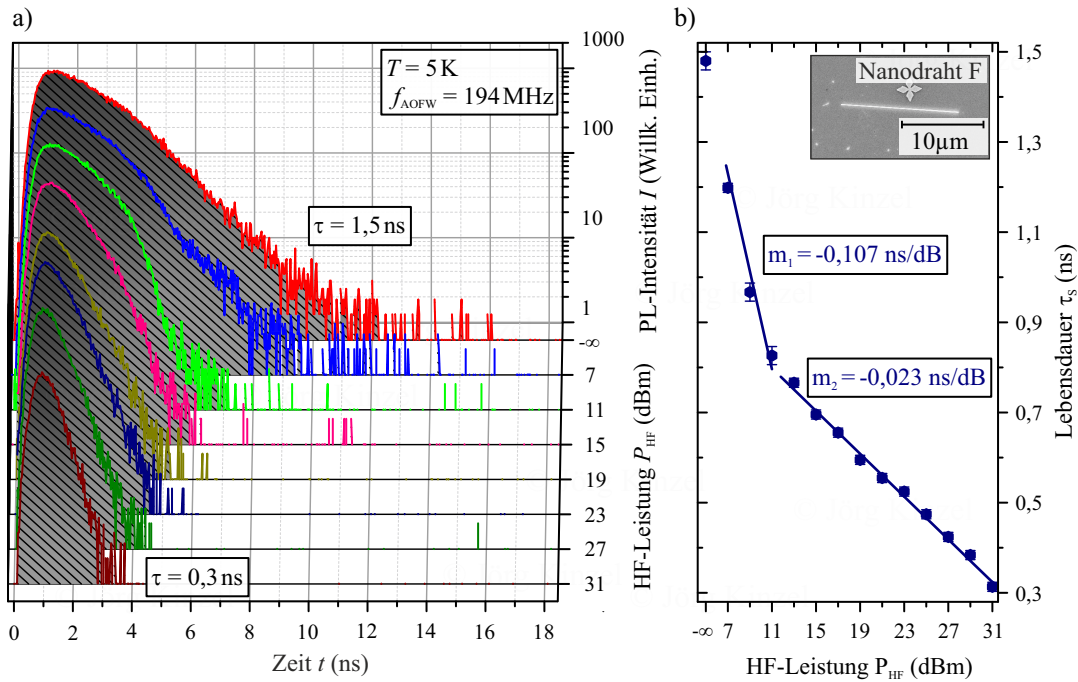 a)
T = 5 K
f_AOFW = 194 MHz
τ = 1,5 ns
τ = 0,3 ns
1000
100
10
1
-∞
7
11
15
19
23
27
31
PL-Intensität I (Willk. Einh.)
HF-Leistung P_HF (dBm)
0 2 4 6 8 10 12 14 16 18
Zeit t (ns)
b)
Nanodraht F
10µm
m₁ = -0,107 ns/dB
m₂ = -0,023 ns/dB
1,5
1,3
1,1
0,9
0,7
0,5
0,3
Lebensdauer τ_S (ns)
-∞ 7 11 15 19 23 27 31
HF-Leistung P_HF (dBm)
© Jörg Kinzel